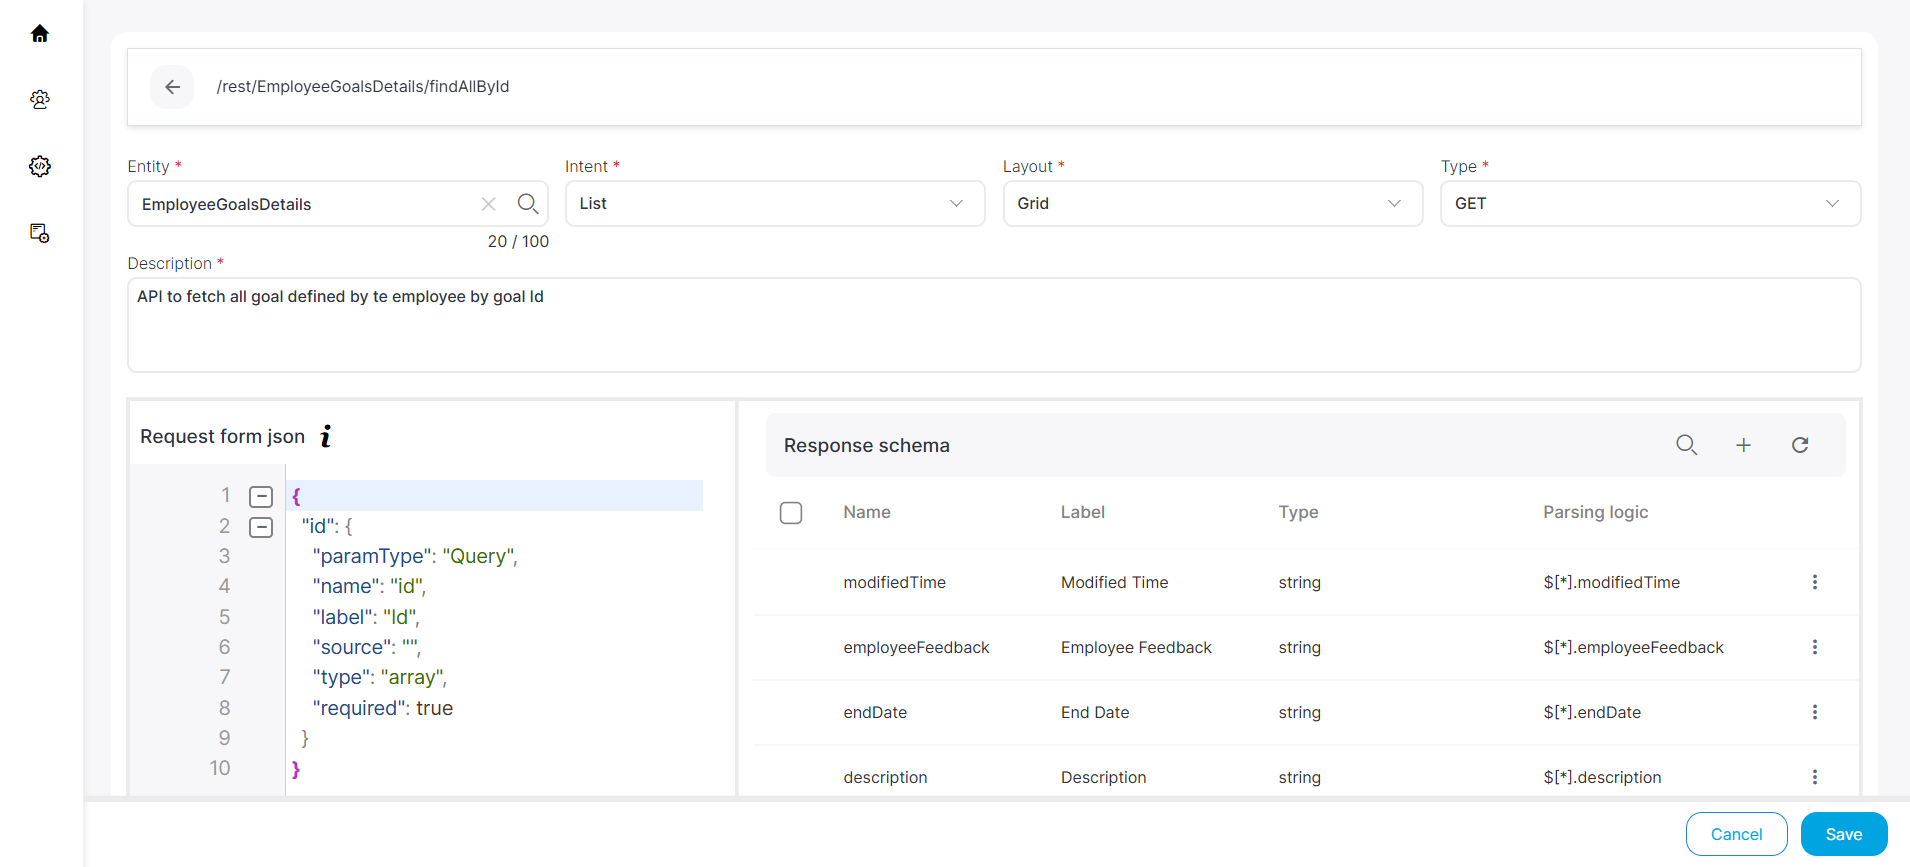 /rest/EmployeeGoalsDetails/findAllById
Entity * Intent * Layout * Type *
EmployeeGoalsDetails List Grid GET
20 / 100
Description *
API to fetch all goal defined by te employee by goal Id
Request form json i
1 {
2 "id": {
3 "paramType": "Query",
4 "name": "id",
5 "label": "Id",
6 "source": "",
7 "type": "array",
8 "required": true
9 }
10 }
Response schema
Name Label Type Parsing logic
modifiedTime Modified Time string $[*].modifiedTime
employeeFeedback Employee Feedback string $[*].employeeFeedback
endDate End Date string $[*].endDate
description Description string $[*].description
Cancel Save